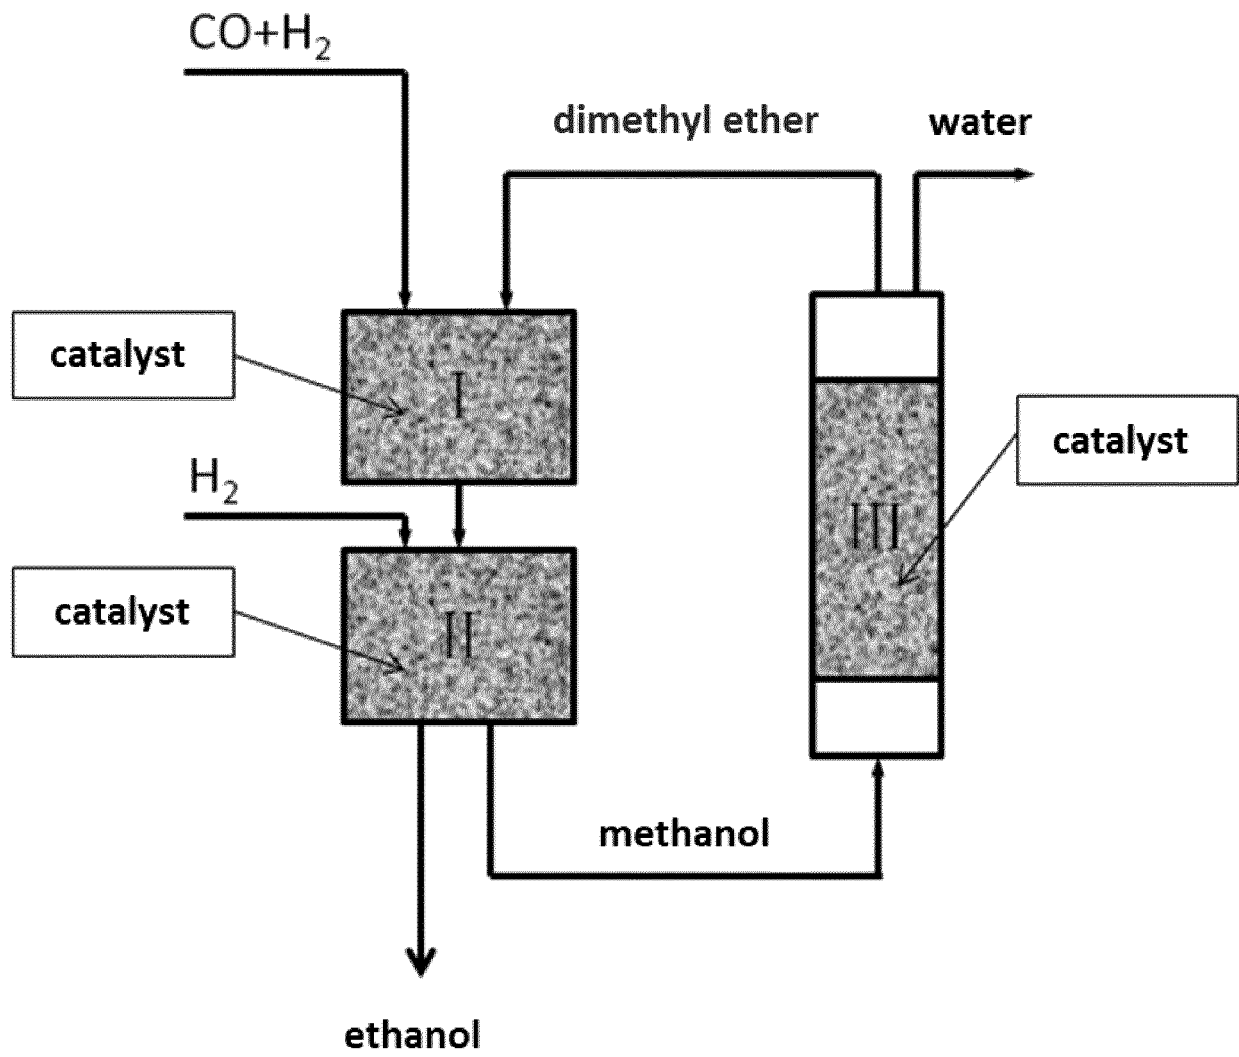 CO+H₂
dimethyl ether
water
catalyst
I
catalyst
H₂
III
catalyst
II
methanol
ethanol